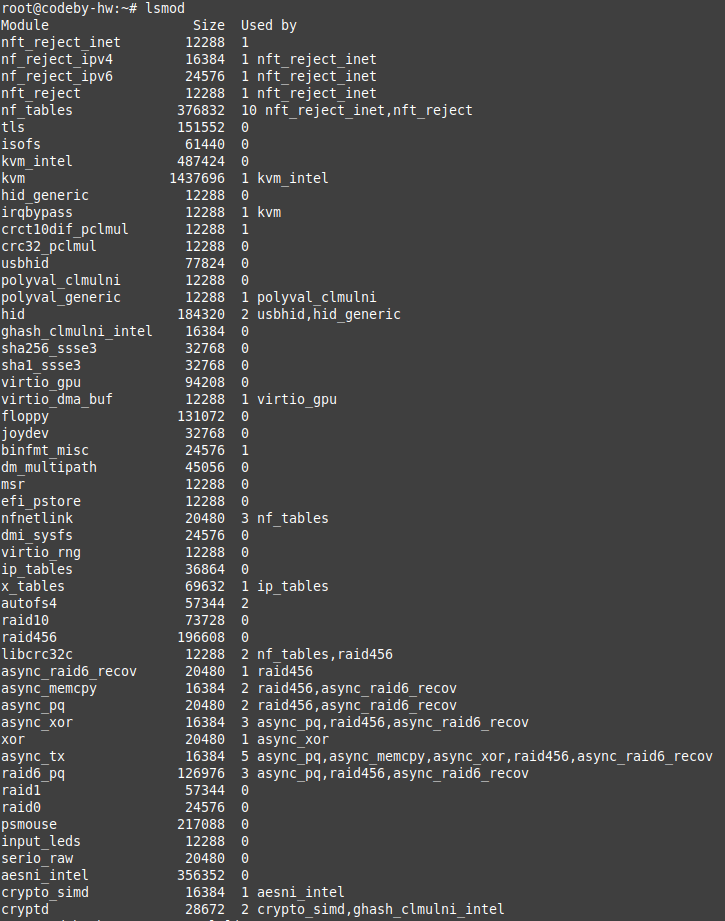 root@codeby-hw:~# lsmod
Module                  Size  Used by
nft_reject_inet        12288  1
nf_reject_ipv4         16384  1 nft_reject_inet
nf_reject_ipv6         24576  1 nft_reject_inet
nft_reject             12288  1 nft_reject_inet
nf_tables             376832  10 nft_reject_inet,nft_reject
tls                   151552  0
isofs                  61440  0
kvm_intel             487424  0
kvm                  1437696  1 kvm_intel
hid_generic            12288  0
irqbypass              12288  1 kvm
crct10dif_pclmul       12288  1
crc32_pclmul           12288  0
usbhid                 77824  0
polyval_clmulni        12288  0
polyval_generic        12288  1 polyval_clmulni
hid                   184320  2 usbhid,hid_generic
ghash_clmulni_intel    16384  0
sha256_ssse3           32768  0
sha1_ssse3             32768  0
virtio_gpu             94208  0
virtio_dma_buf         12288  1 virtio_gpu
floppy                131072  0
joydev                 32768  0
binfmt_misc            24576  1
dm_multipath           45056  0
msr                    12288  0
efi_pstore             12288  0
nfnetlink              20480  3 nf_tables
dmi_sysfs              24576  0
virtio_rng             12288  0
ip_tables              36864  0
x_tables               69632  1 ip_tables
autofs4                57344  2
raid10                 73728  0
raid456               196608  0
libcrc32c              12288  2 nf_tables,raid456
async_raid6_recov      20480  1 raid456
async_memcpy           16384  2 raid456,async_raid6_recov
async_pq               20480  2 raid456,async_raid6_recov
async_xor              16384  3 async_pq,raid456,async_raid6_recov
xor                    20480  1 async_xor
async_tx               16384  5 async_pq,async_memcpy,async_xor,raid456,async_raid6_recov
raid6_pq              126976  3 async_pq,raid456,async_raid6_recov
raid1                  57344  0
raid0                  24576  0
psmouse               217088  0
input_leds             12288  0
serio_raw              20480  0
aesni_intel           356352  0
crypto_simd            16384  1 aesni_intel
cryptd                 28672  2 crypto_simd,ghash_clmulni_intel